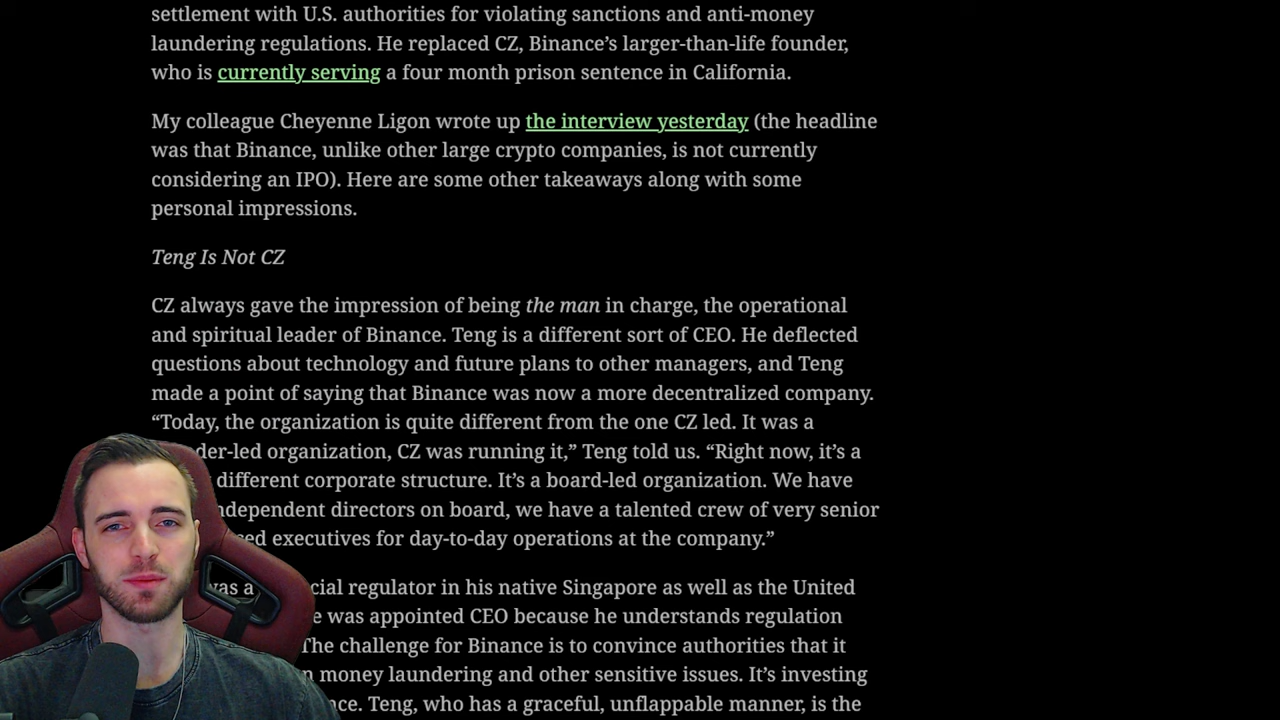 settlement with U.S. authorities for violating sanctions and anti-money
laundering regulations. He replaced CZ, Binance’s larger-than-life founder,
who is currently serving a four month prison sentence in California.
My colleague Cheyenne Ligon wrote up the interview yesterday (the headline
was that Binance, unlike other large crypto companies, is not currently
considering an IPO). Here are some other takeaways along with some
personal impressions.
Teng Is Not CZ
CZ always gave the impression of being the man in charge, the operational
and spiritual leader of Binance. Teng is a different sort of CEO. He deflected
questions about technology and future plans to other managers, and Teng
made a point of saying that Binance was now a more decentralized company.
“Today, the organization is quite different from the one CZ led. It was a
der-led organization, CZ was running it,” Teng told us. “Right now, it’s a
different corporate structure. It’s a board-led organization. We have
ndependent directors on board, we have a talented crew of very senior
ed executives for day-to-day operations at the company.”
was a cial regulator in his native Singapore as well as the United
e was appointed CEO because he understands regulation
The challenge for Binance is to convince authorities that it
n money laundering and other sensitive issues. It’s investing
nce. Teng, who has a graceful, unflappable manner, is the